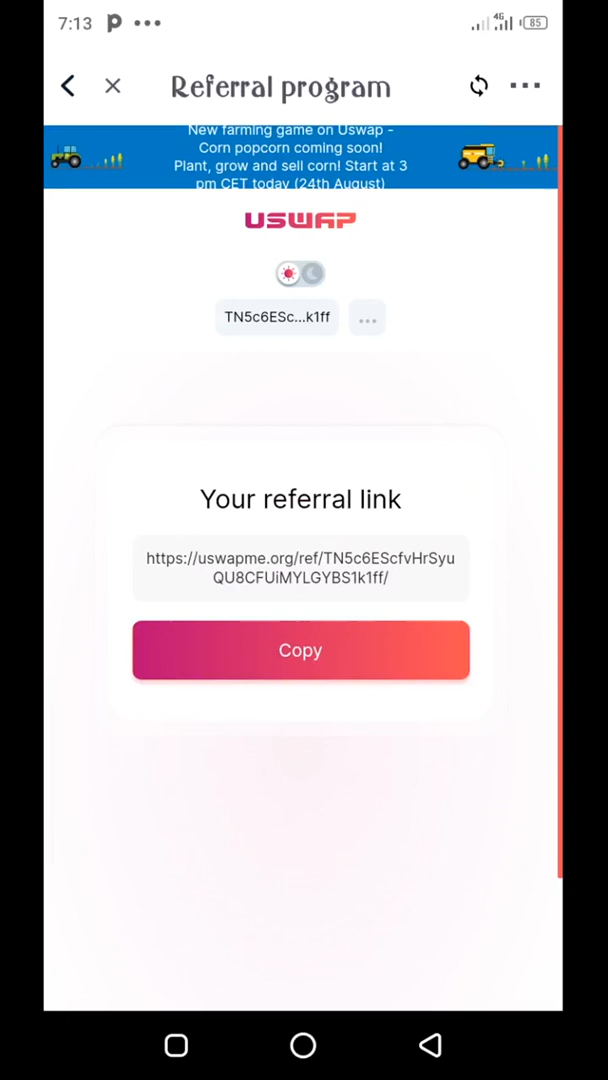 7:13
4G
85
Referral program
New farming game on Uswap -
Corn popcorn coming soon!
Plant, grow and sell corn! Start at 3
pm CET today (24th August)
USWAP
TN5c6ESc...k1ff
...
Your referral link
https://uswapme.org/ref/TN5c6EScfvHrSyu
QU8CFUiMYLGYBS1k1ff/
Copy